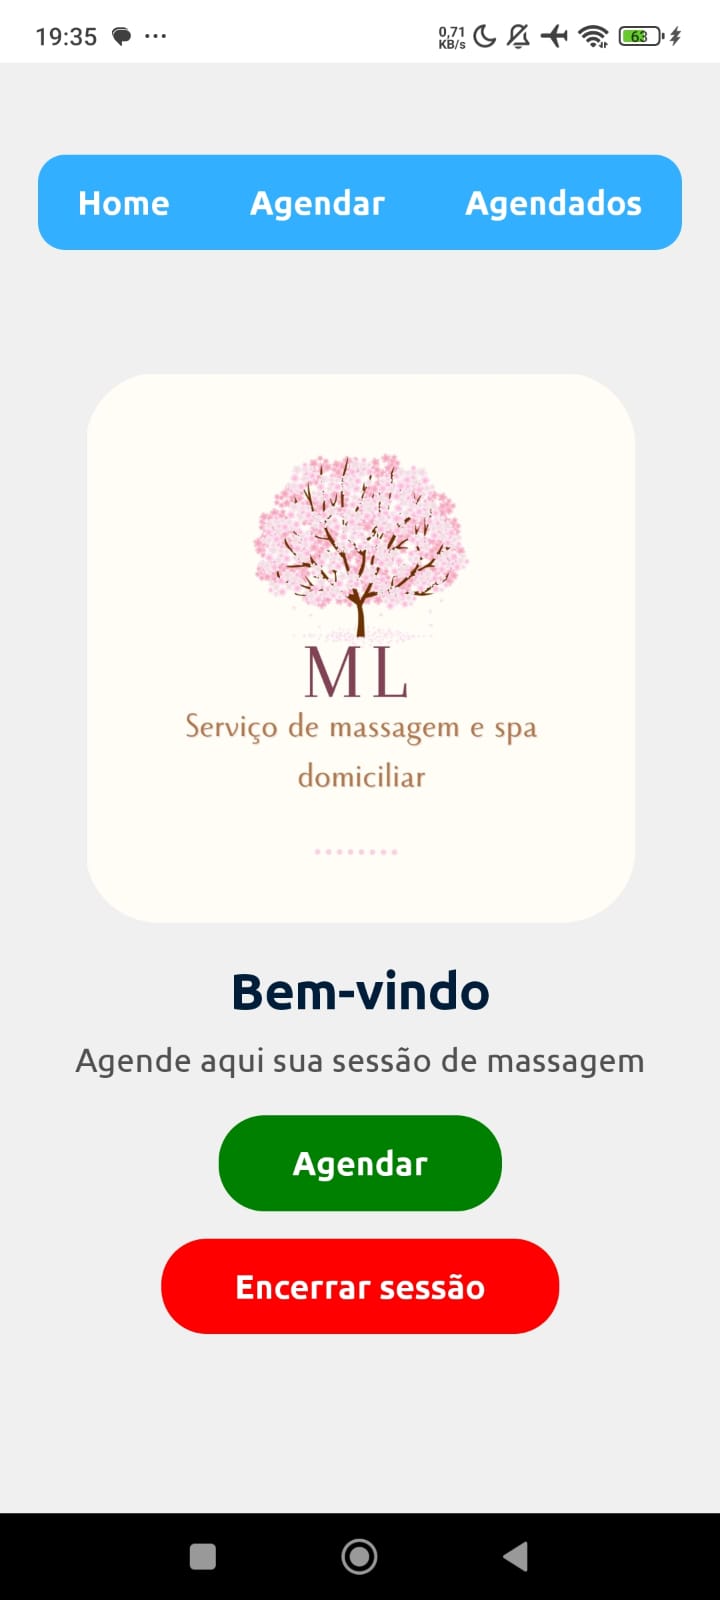 19:35
0,71
KB/s
63
Home Agendar Agendados
ML
Serviço de massagem e spa
domiciliar
Bem-vindo
Agende aqui sua sessão de massagem
Agendar
Encerrar sessão